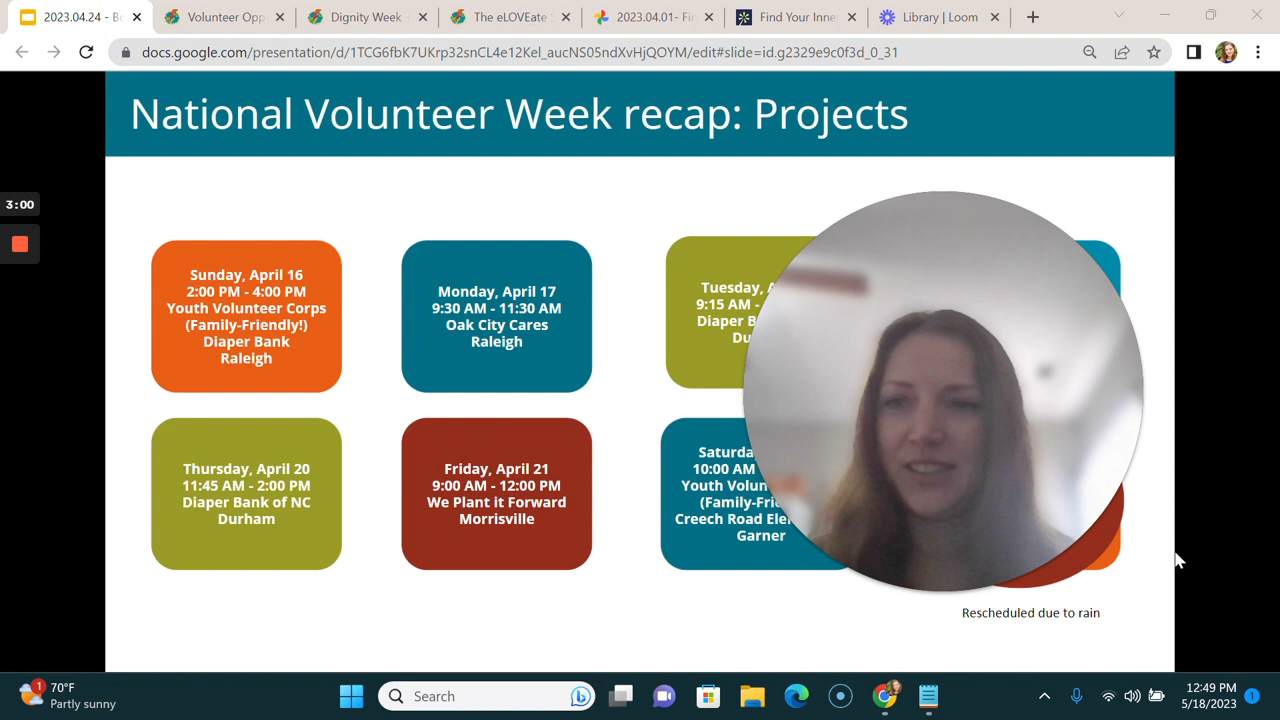 2023.04.24 - Bo
Volunteer Opp
Dignity Week
The eLOVEate
2023.04.01- Fi
Find Your Inne
Library | Loom
docs.google.com/presentation/d/1TCG6fbK7UKrp32snCL4e12Kel_aucNS05ndXvHjQOYM/edit#slide=id.g2329e9c0f3d_0_31
National Volunteer Week recap: Projects
3:00
Sunday, April 16
2:00 PM - 4:00 PM
Youth Volunteer Corps
(Family-Friendly!)
Diaper Bank
Raleigh
Monday, April 17
9:30 AM - 11:30 AM
Oak City Cares
Raleigh
Tuesday, A
9:15 AM -
Diaper B
Du
Thursday, April 20
11:45 AM - 2:00 PM
Diaper Bank of NC
Durham
Friday, April 21
9:00 AM - 12:00 PM
We Plant it Forward
Morrisville
Saturda
10:00 AM
Youth Volun
(Family-Frie
Creech Road Ele
Garner
Rescheduled due to rain
1
70°F
Partly sunny
Search
12:49 PM
5/18/2023
1